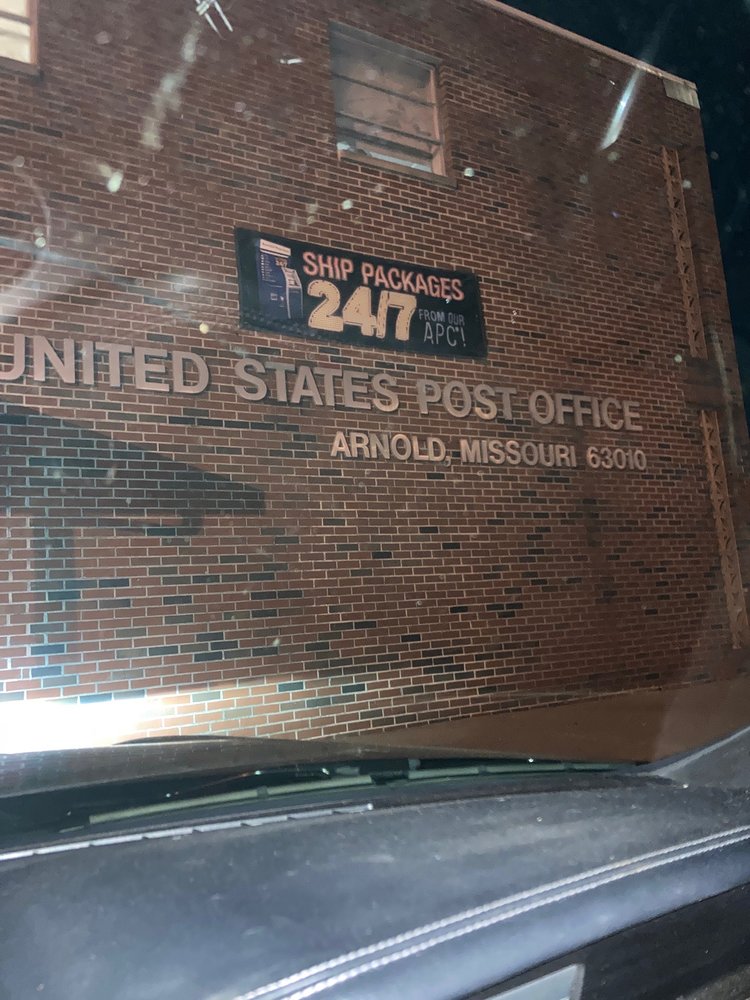 SHIP PACKAGES
24/7
FROM OUR
APC!
UNITED STATES POST OFFICE
ARNOLD, MISSOURI 63010